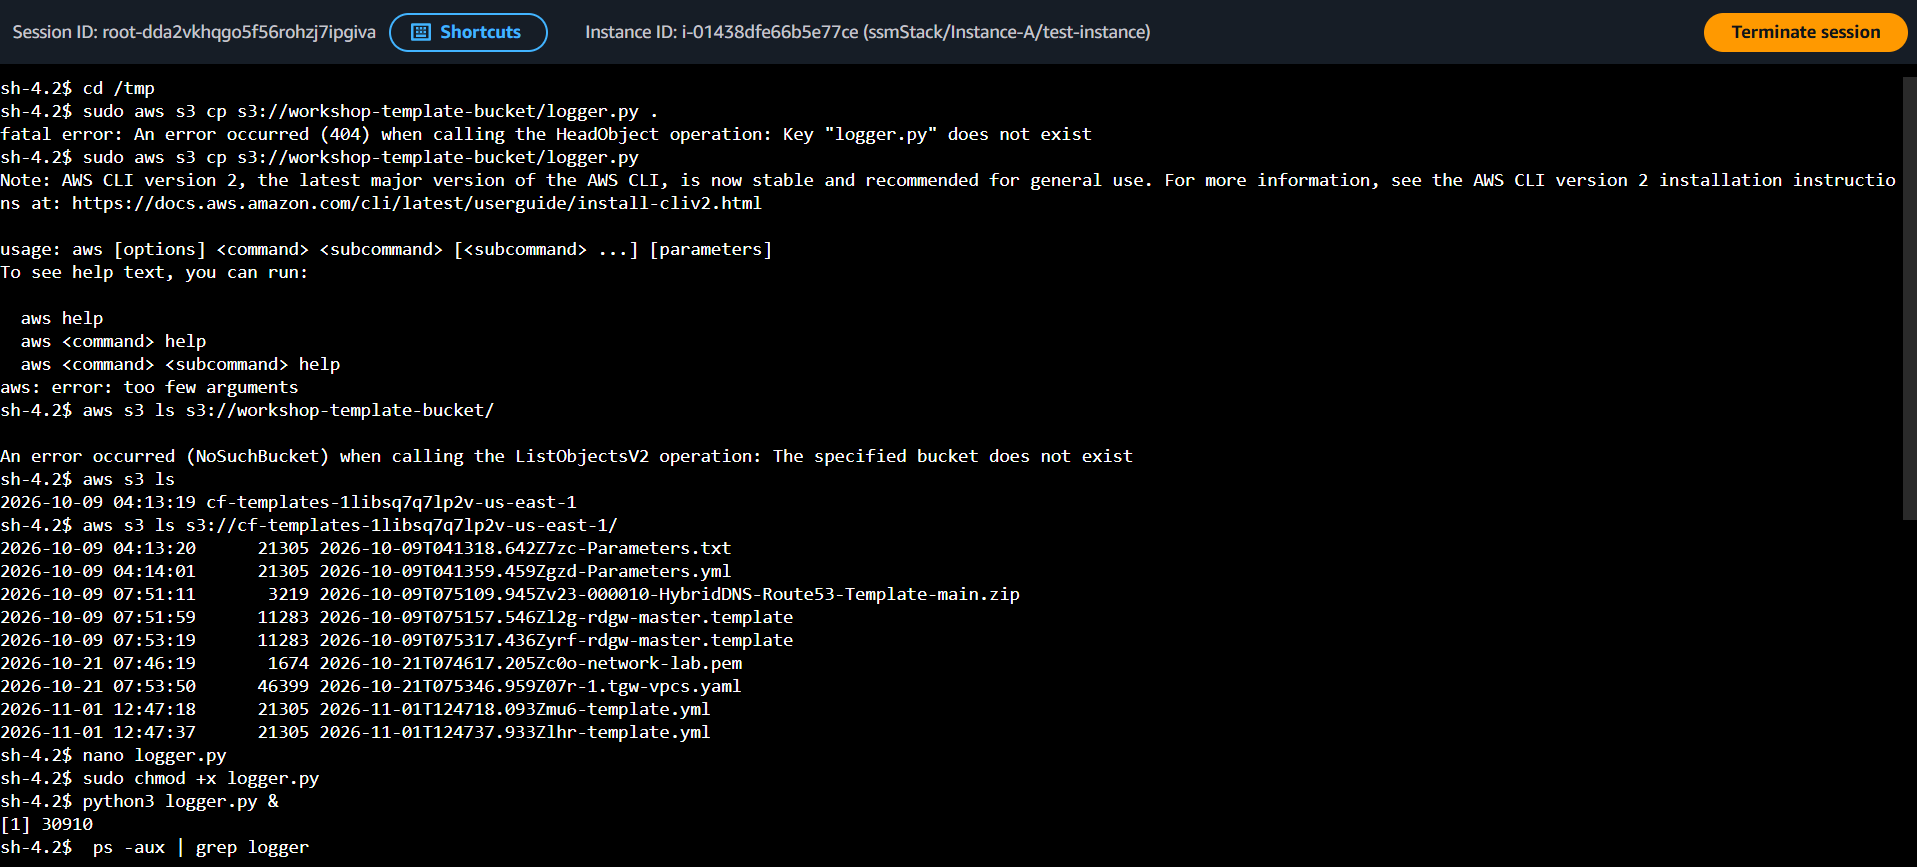 Session ID: root-dda2vkhqgo5f56rohzj7ipgiva Shortcuts Instance ID: i-01438dfe66b5e77ce (ssmStack/Instance-A/test-instance) Terminate session
sh-4.2$ cd /tmp
sh-4.2$ sudo aws s3 cp s3://workshop-template-bucket/logger.py .
fatal error: An error occurred (404) when calling the HeadObject operation: Key "logger.py" does not exist
sh-4.2$ sudo aws s3 cp s3://workshop-template-bucket/logger.py
Note: AWS CLI version 2, the latest major version of the AWS CLI, is now stable and recommended for general use. For more information, see the AWS CLI version 2 installation instructio
ns at: https://docs.aws.amazon.com/cli/latest/userguide/install-cliv2.html
usage: aws [options] <command> <subcommand> [<subcommand> ...] [parameters]
To see help text, you can run:
  aws help
  aws <command> help
  aws <command> <subcommand> help
aws: error: too few arguments
sh-4.2$ aws s3 ls s3://workshop-template-bucket/
An error occurred (NoSuchBucket) when calling the ListObjectsV2 operation: The specified bucket does not exist
sh-4.2$ aws s3 ls
2026-10-09 04:13:19 cf-templates-1libsq7q7lp2v-us-east-1
sh-4.2$ aws s3 ls s3://cf-templates-1libsq7q7lp2v-us-east-1/
2026-10-09 04:13:20      21305 2026-10-09T041318.642Z7zc-Parameters.txt
2026-10-09 04:14:01      21305 2026-10-09T041359.459Zgzd-Parameters.yml
2026-10-09 07:51:11       3219 2026-10-09T075109.945Zv23-000010-HybridDNS-Route53-Template-main.zip
2026-10-09 07:51:59      11283 2026-10-09T075157.546Zl2g-rdgw-master.template
2026-10-09 07:53:19      11283 2026-10-09T075317.436Zyrf-rdgw-master.template
2026-10-21 07:46:19       1674 2026-10-21T074617.205Zc0o-network-lab.pem
2026-10-21 07:53:50      46399 2026-10-21T075346.959Z07r-1.tgw-vpcs.yaml
2026-11-01 12:47:18      21305 2026-11-01T124718.093Zmu6-template.yml
2026-11-01 12:47:37      21305 2026-11-01T124737.933Zlhr-template.yml
sh-4.2$ nano logger.py
sh-4.2$ sudo chmod +x logger.py
sh-4.2$ python3 logger.py &
[1] 30910
sh-4.2$  ps -aux | grep logger